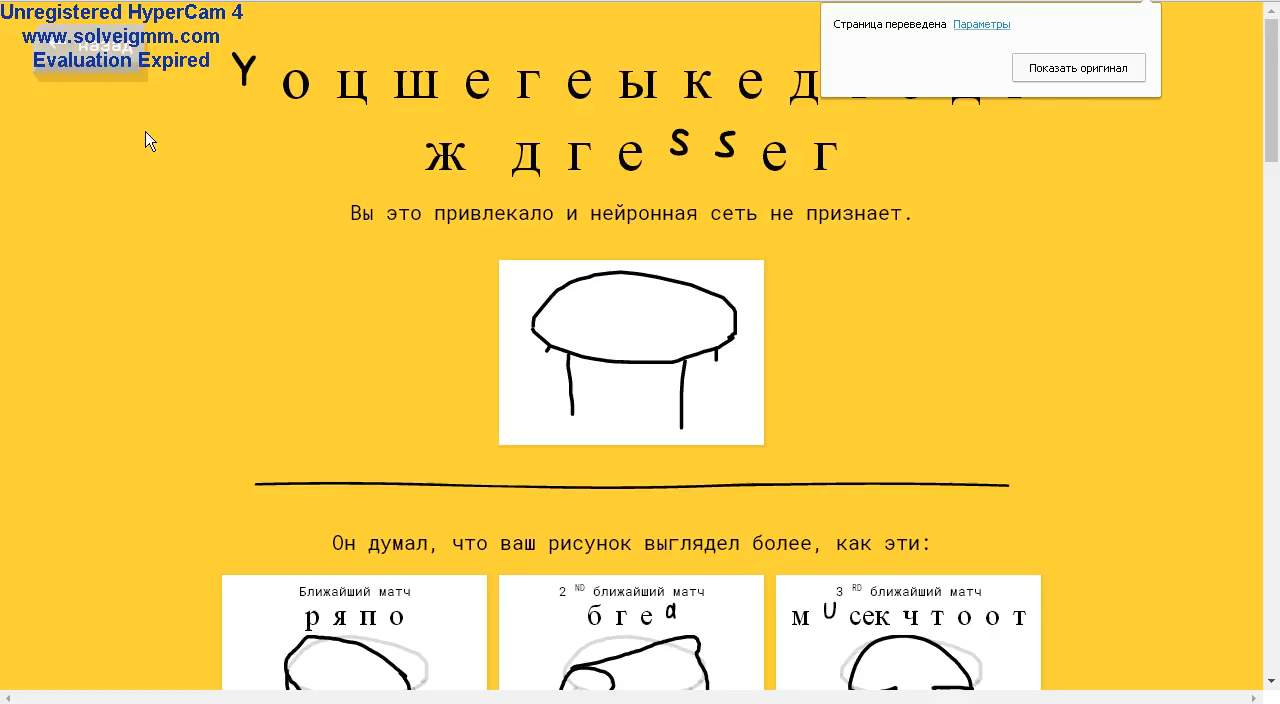 Unregistered HyperCam 4
www.solveigmm.com
Evaluation Expired
назад
Страница переведена Параметры
Показать оригинал
Y о ц ш е г е ы к е д
ж д г е s s е г
Вы это привлекало и нейронная сеть не признает.
Он думал, что ваш рисунок выглядел более, как эти:
Ближайший матч
р я п о
2 ND ближайший матч
б г е a
3 RD ближайший матч
м U сек ч т о о т